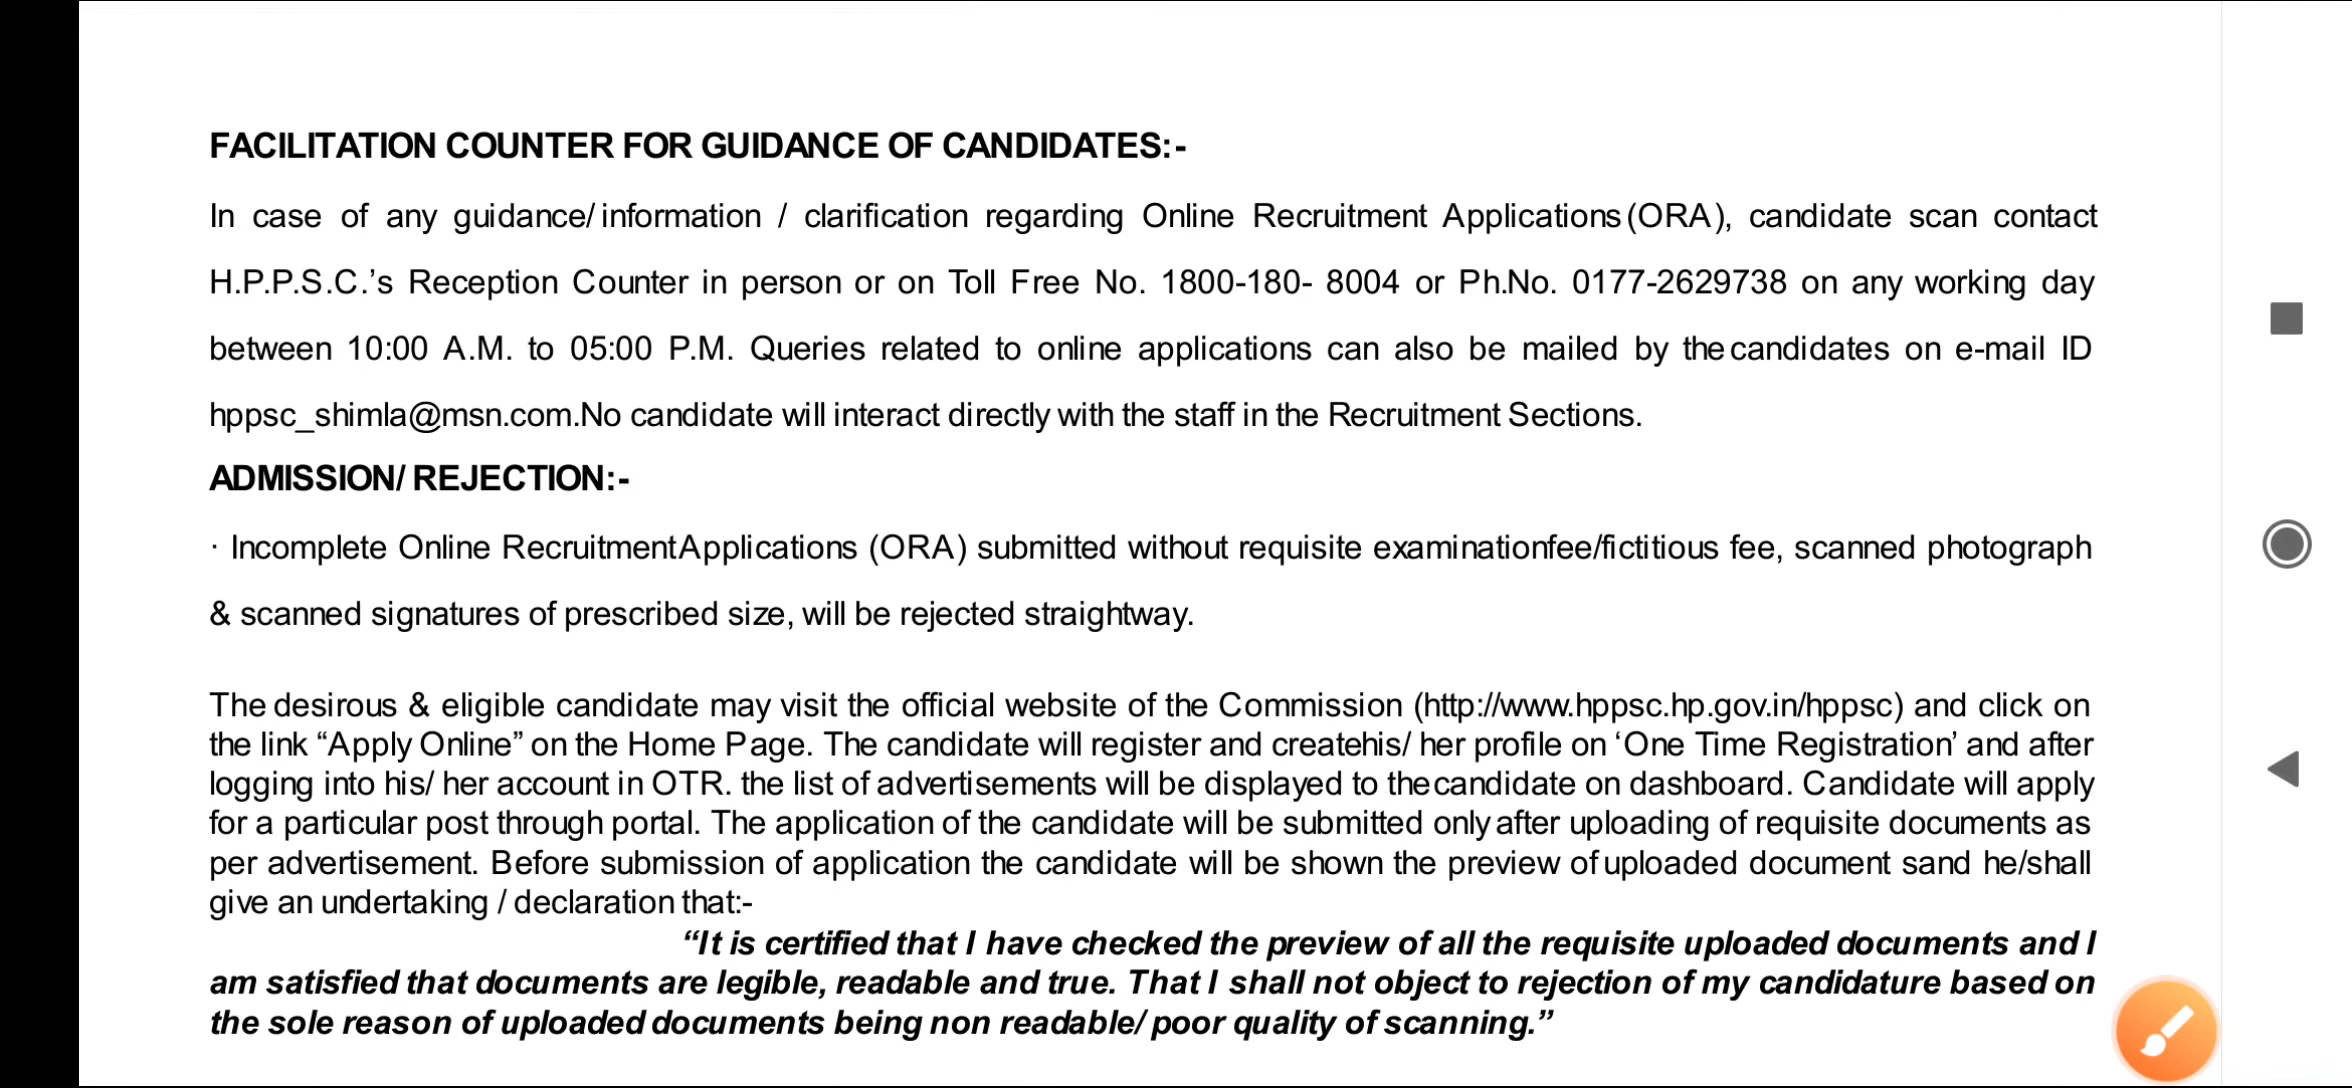 FACILITATION COUNTER FOR GUIDANCE OF CANDIDATES:-
In case of any guidance/ information / clarification regarding Online Recruitment Applications (ORA), candidate scan contact
H.P.P.S.C.’s Reception Counter in person or on Toll Free No. 1800-180- 8004 or Ph.No. 0177-2629738 on any working day
between 10:00 A.M. to 05:00 P.M. Queries related to online applications can also be mailed by the candidates on e-mail ID
hppsc_shimla@msn.com.No candidate will interact directly with the staff in the Recruitment Sections.
ADMISSION/ REJECTION:-
· Incomplete Online RecruitmentApplications (ORA) submitted without requisite examinationfee/fictitious fee, scanned photograph
& scanned signatures of prescribed size, will be rejected straightway.
The desirous & eligible candidate may visit the official website of the Commission (http://www.hppsc.hp.gov.in/hppsc) and click on
the link “Apply Online” on the Home Page. The candidate will register and createhis/ her profile on ‘One Time Registration’ and after
logging into his/ her account in OTR. the list of advertisements will be displayed to thecandidate on dashboard. Candidate will apply
for a particular post through portal. The application of the candidate will be submitted only after uploading of requisite documents as
per advertisement. Before submission of application the candidate will be shown the preview of uploaded document sand he/shall
give an undertaking / declaration that:-
“It is certified that I have checked the preview of all the requisite uploaded documents and I
am satisfied that documents are legible, readable and true. That I shall not object to rejection of my candidature based on
the sole reason of uploaded documents being non readable/ poor quality of scanning.”